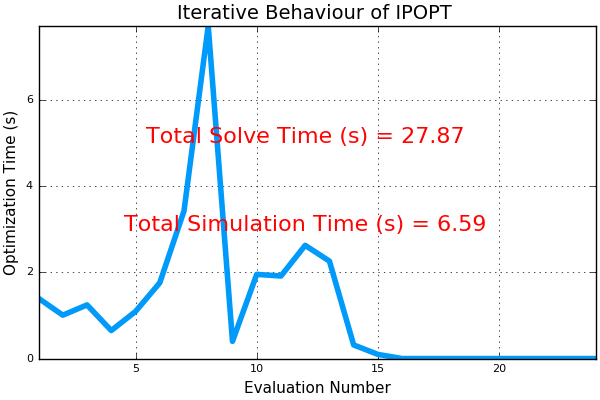 Iterative Behaviour of IPOPT
6
4
2
0
Optimization Time (s)
Total Solve Time (s) = 27.87
Total Simulation Time (s) = 6.59
5 10 15 20
Evaluation Number